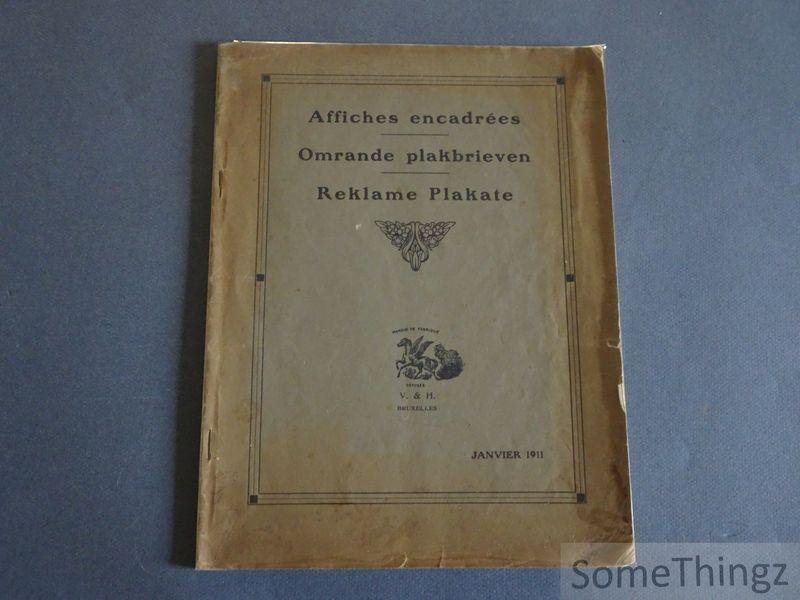 Affiches encadrées
Omrande plakbrieven
Reklame Plakate
MARQUE DE FABRIQUE
DÉPOSÉE
V. & H.
BRUXELLES
JANVIER 1911
SomeThingz